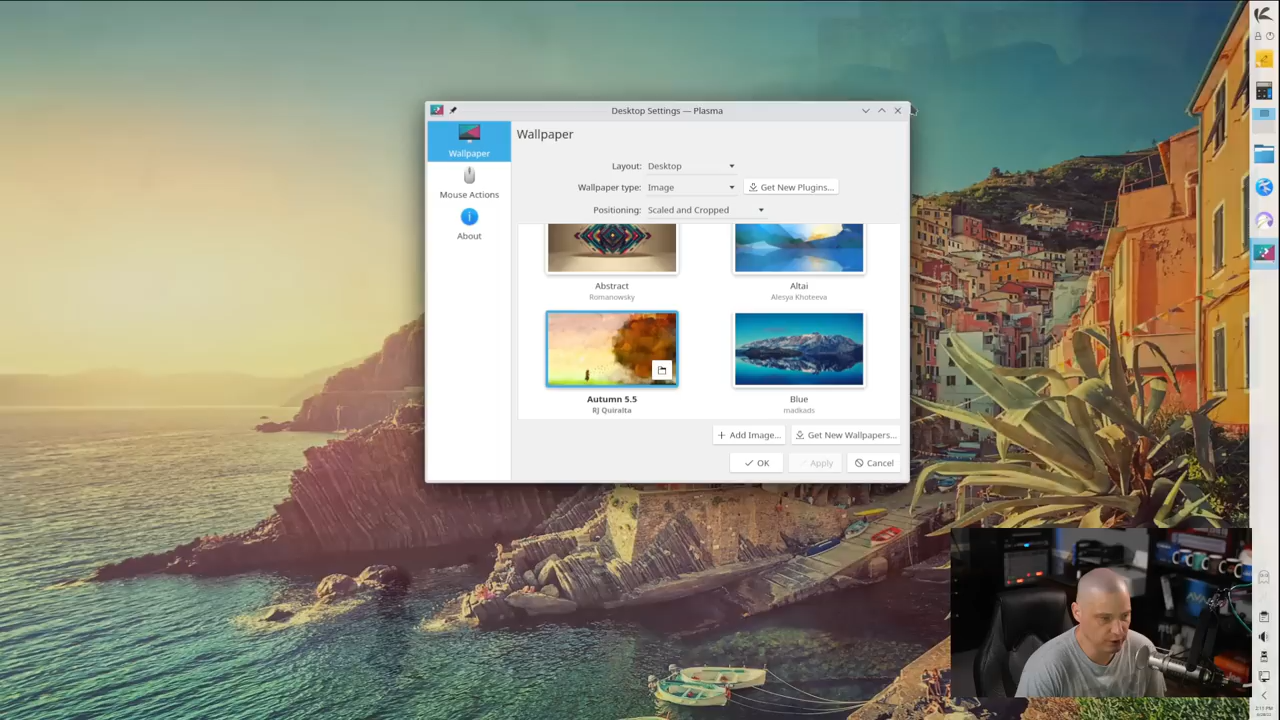 Desktop Settings — Plasma
Wallpaper
Wallpaper
Mouse Actions
About
Layout: Desktop
Wallpaper type: Image
Get New Plugins...
Positioning: Scaled and Cropped
Abstract
Romanowsky
Altai
Alesya Khoteeva
Autumn 5.5
RJ Quiralta
Blue
madkads
Add Image...
Get New Wallpapers...
OK
Apply
Cancel